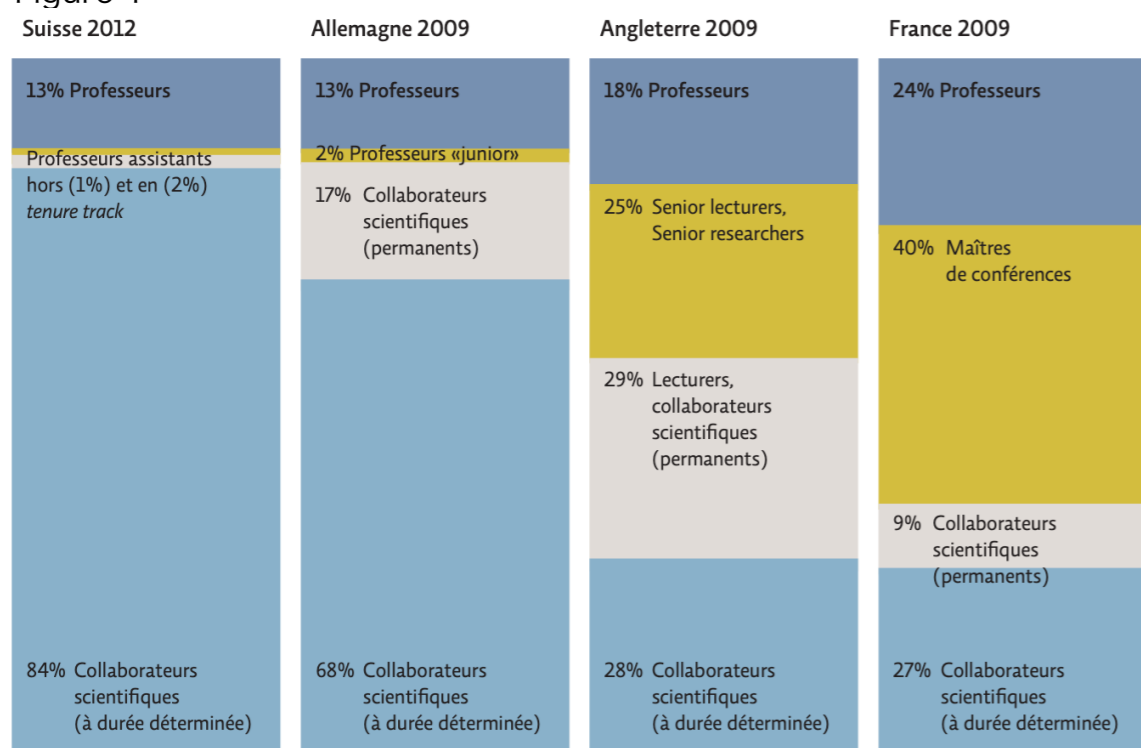 Suisse 2012
13% Professeurs
Professeurs assistants
hors (1%) et en (2%)
tenure track
84% Collaborateurs
scientifiques
(à durée déterminée)
Allemagne 2009
13% Professeurs
2% Professeurs «junior»
17% Collaborateurs
scientifiques
(permanents)
68% Collaborateurs
scientifiques
(à durée déterminée)
Angleterre 2009
18% Professeurs
25% Senior lecturers,
Senior researchers
29% Lecturers,
collaborateurs
scientifiques
(permanents)
28% Collaborateurs
scientifiques
(à durée déterminée)
France 2009
24% Professeurs
40% Maîtres
de conférences
9% Collaborateurs
scientifiques
(permanents)
27% Collaborateurs
scientifiques
(à durée déterminée)